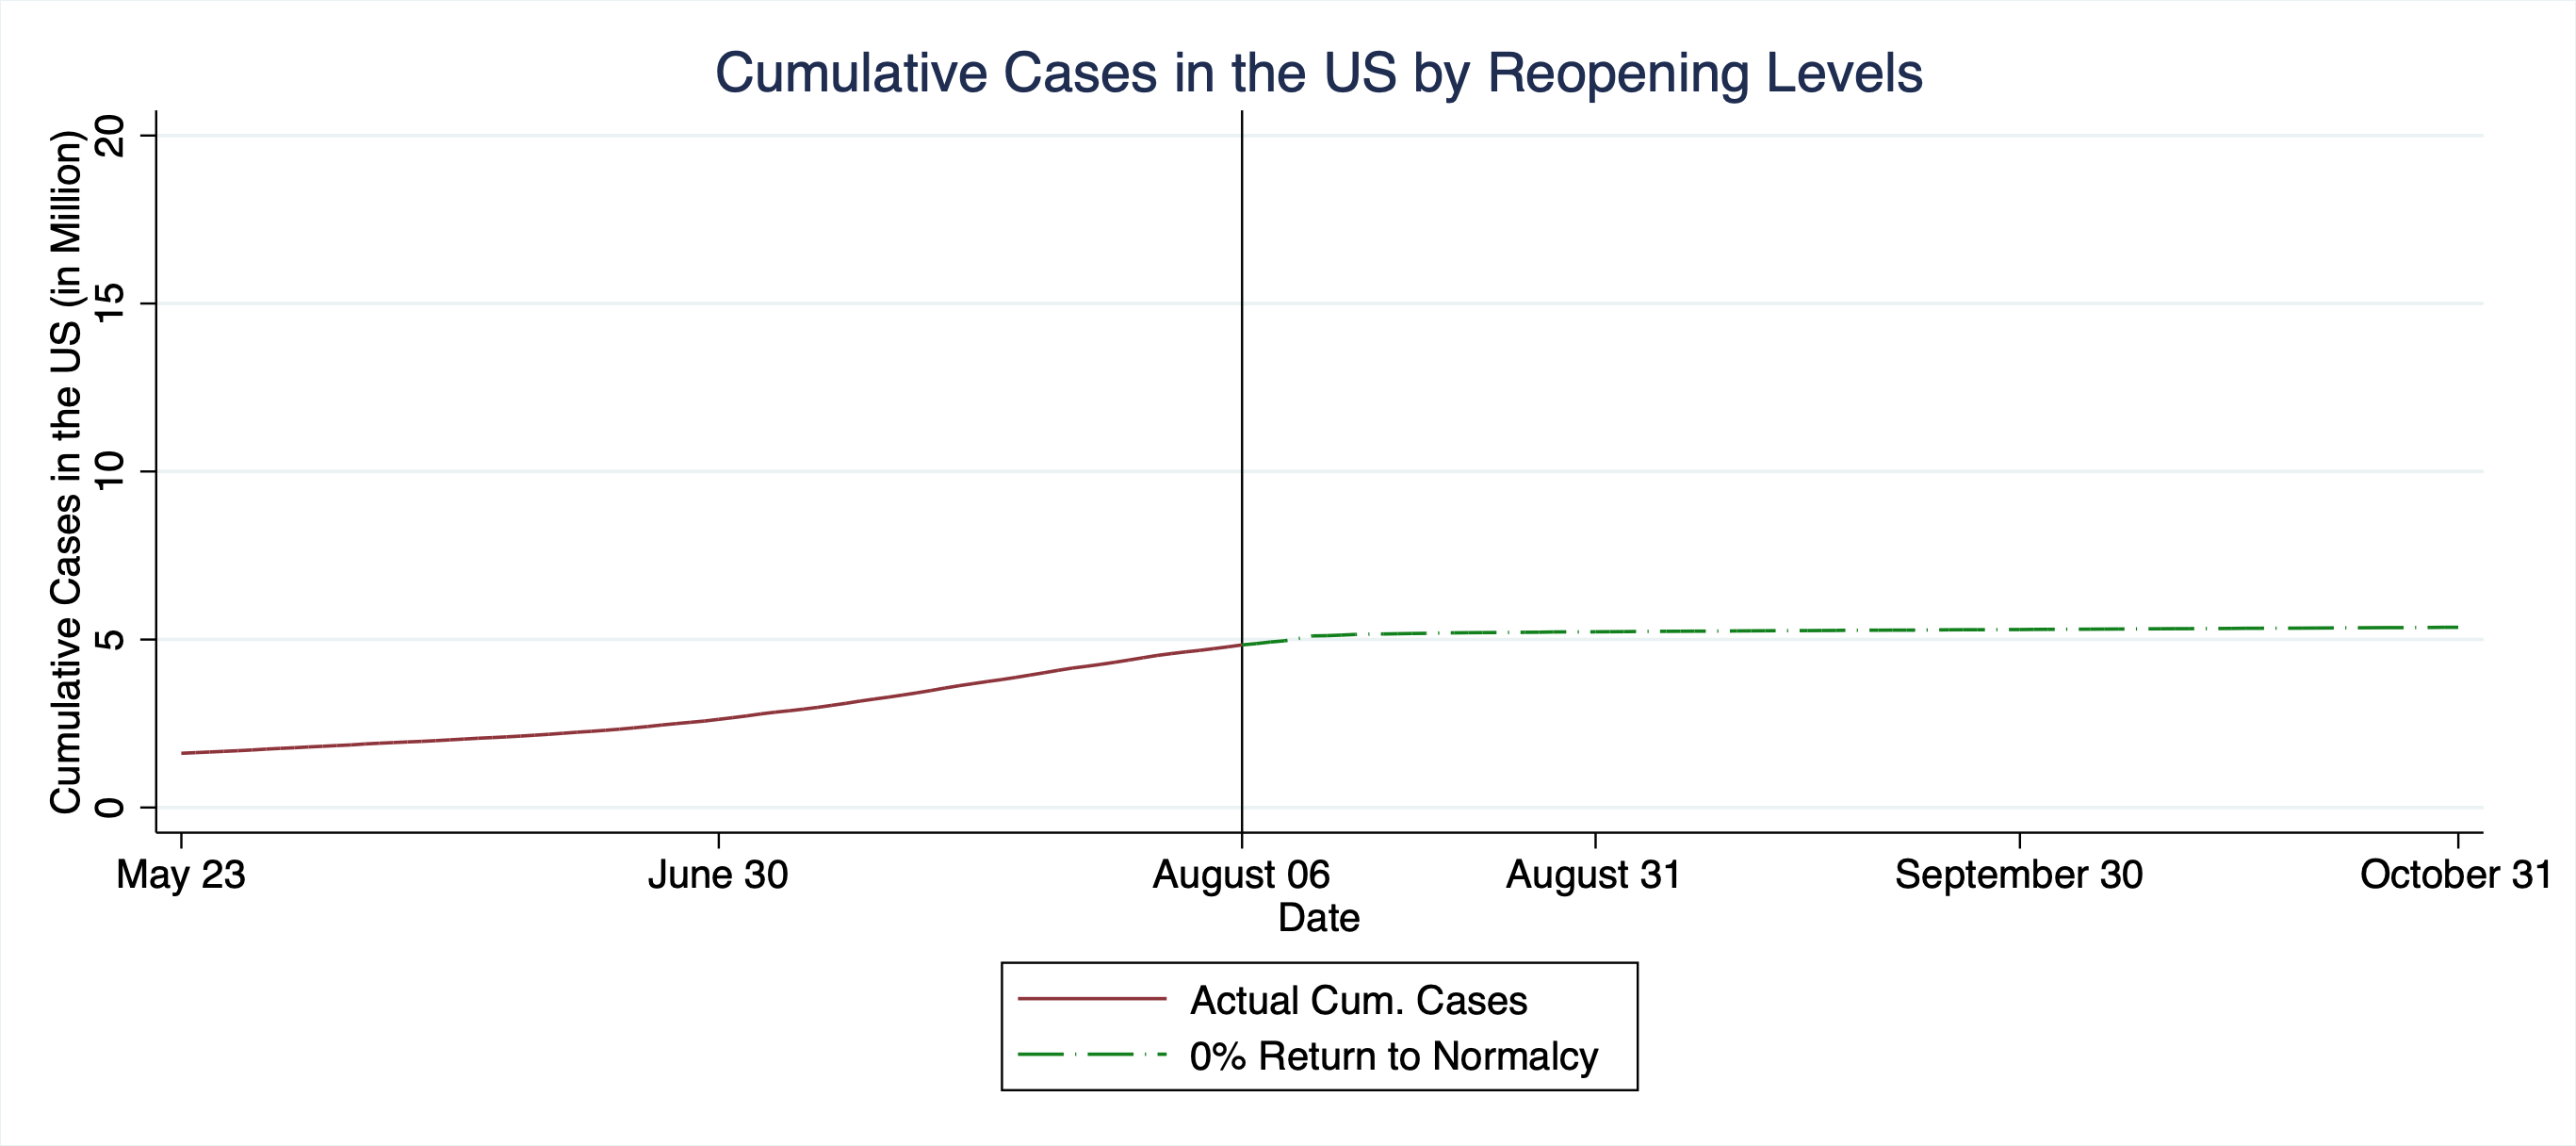 Cumulative Cases in the US by Reopening Levels
Cumulative Cases in the US (in Million)
20
15
10
5
0
May 23
June 30
August 06
August 31
September 30
October 31
Date
Actual Cum. Cases
0% Return to Normalcy